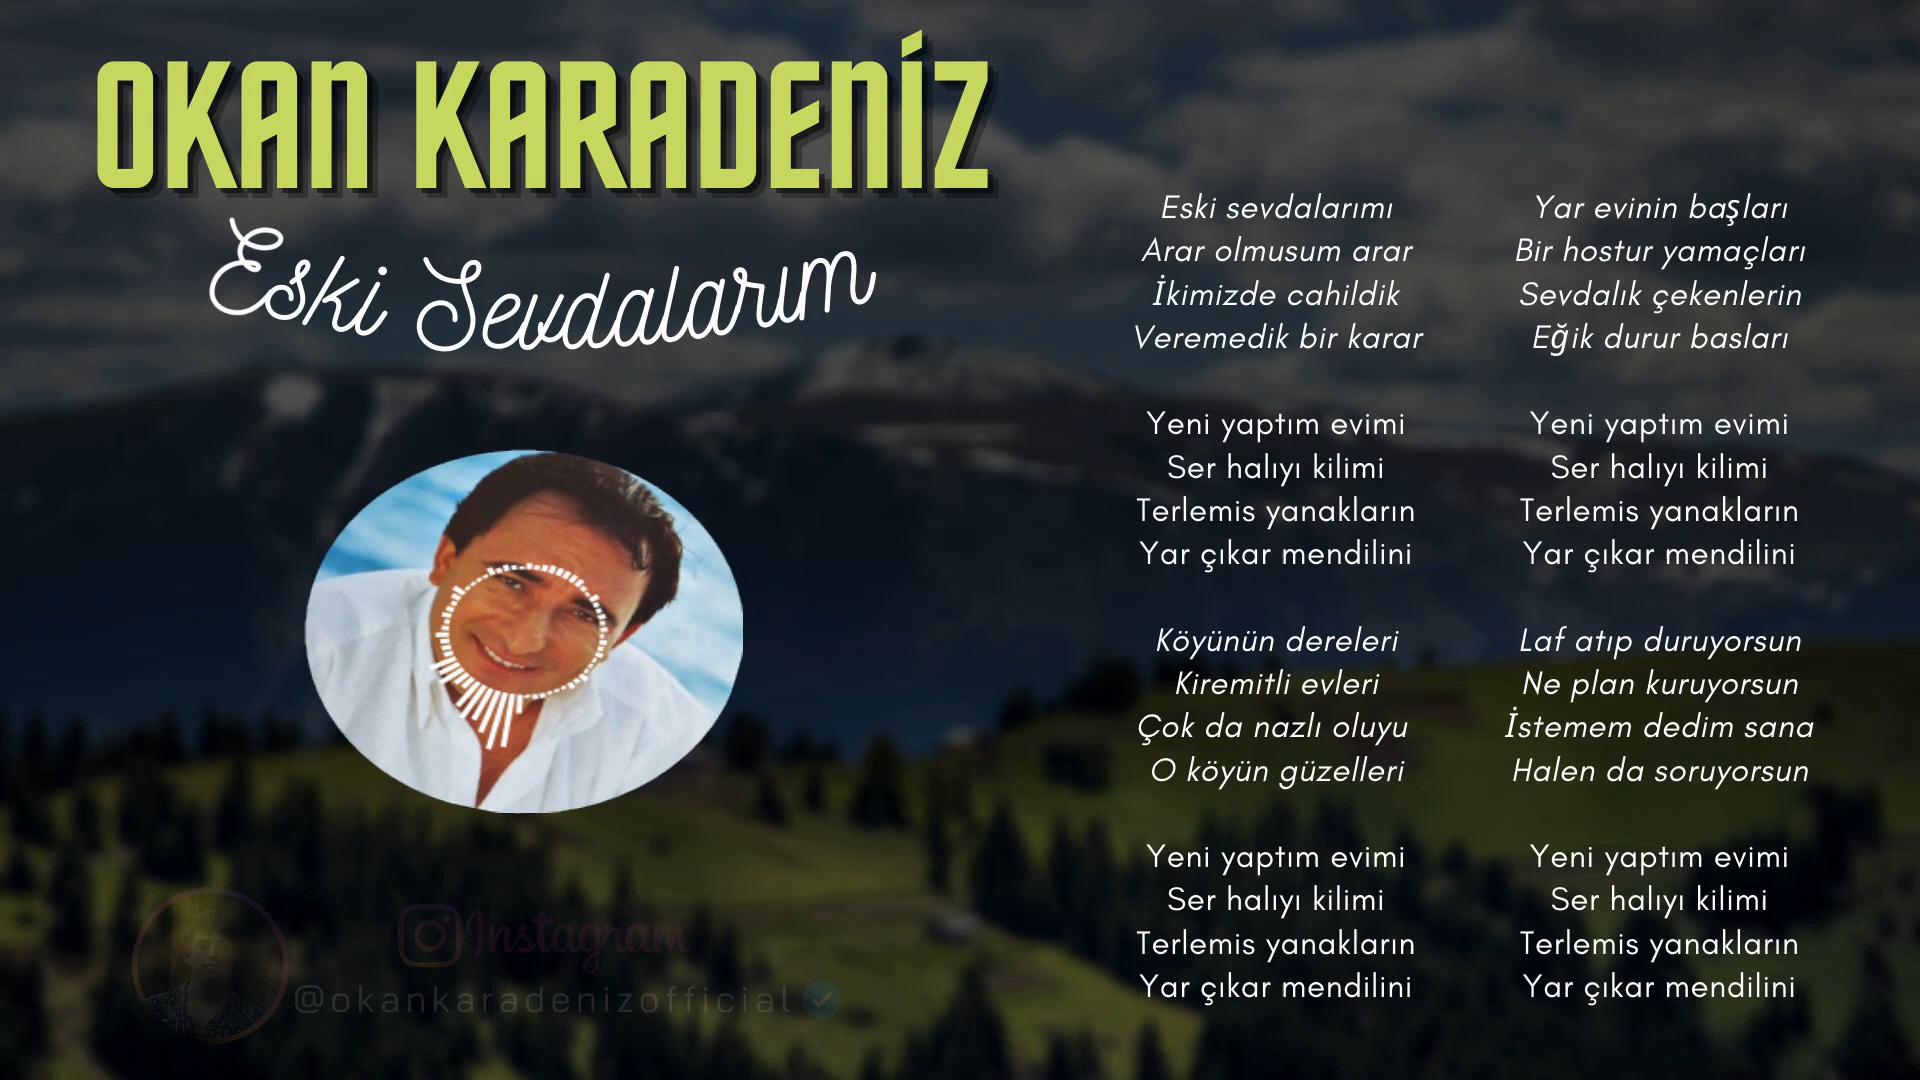 OKAN KARADENİZ
Eski Sevdalarım
Eski sevdalarımı
Arar olmusum arar
İkimizde cahildik
Veremedik bir karar
Yeni yaptım evimi
Ser halıyı kilimi
Terlemis yanakların
Yar çıkar mendilini
Köyünün dereleri
Kiremitli evleri
Çok da nazlı oluyu
O köyün güzelleri
Yeni yaptım evimi
Ser halıyı kilimi
Terlemis yanakların
Yar çıkar mendilini
Yar evinin başları
Bir hostur yamaçları
Sevdalık çekenlerin
Eğik durur basları
Yeni yaptım evimi
Ser halıyı kilimi
Terlemis yanakların
Yar çıkar mendilini
Laf atıp duruyorsun
Ne plan kuruyorsun
İstemem dedim sana
Halen da soruyorsun
Yeni yaptım evimi
Ser halıyı kilimi
Terlemis yanakların
Yar çıkar mendilini
Instagram
@okankaradenizofficial